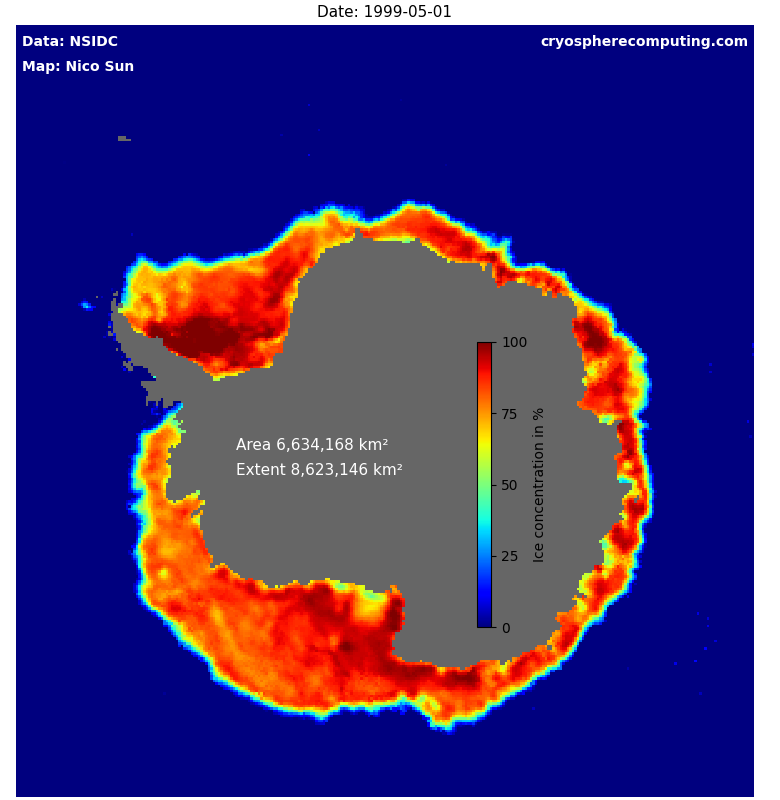 Date: 1999-05-01
Data: NSIDC
cryospherecomputing.com
Map: Nico Sun
100
75
50
25
0
Ice concentration in %
Area 6,634,168 km²
Extent 8,623,146 km²